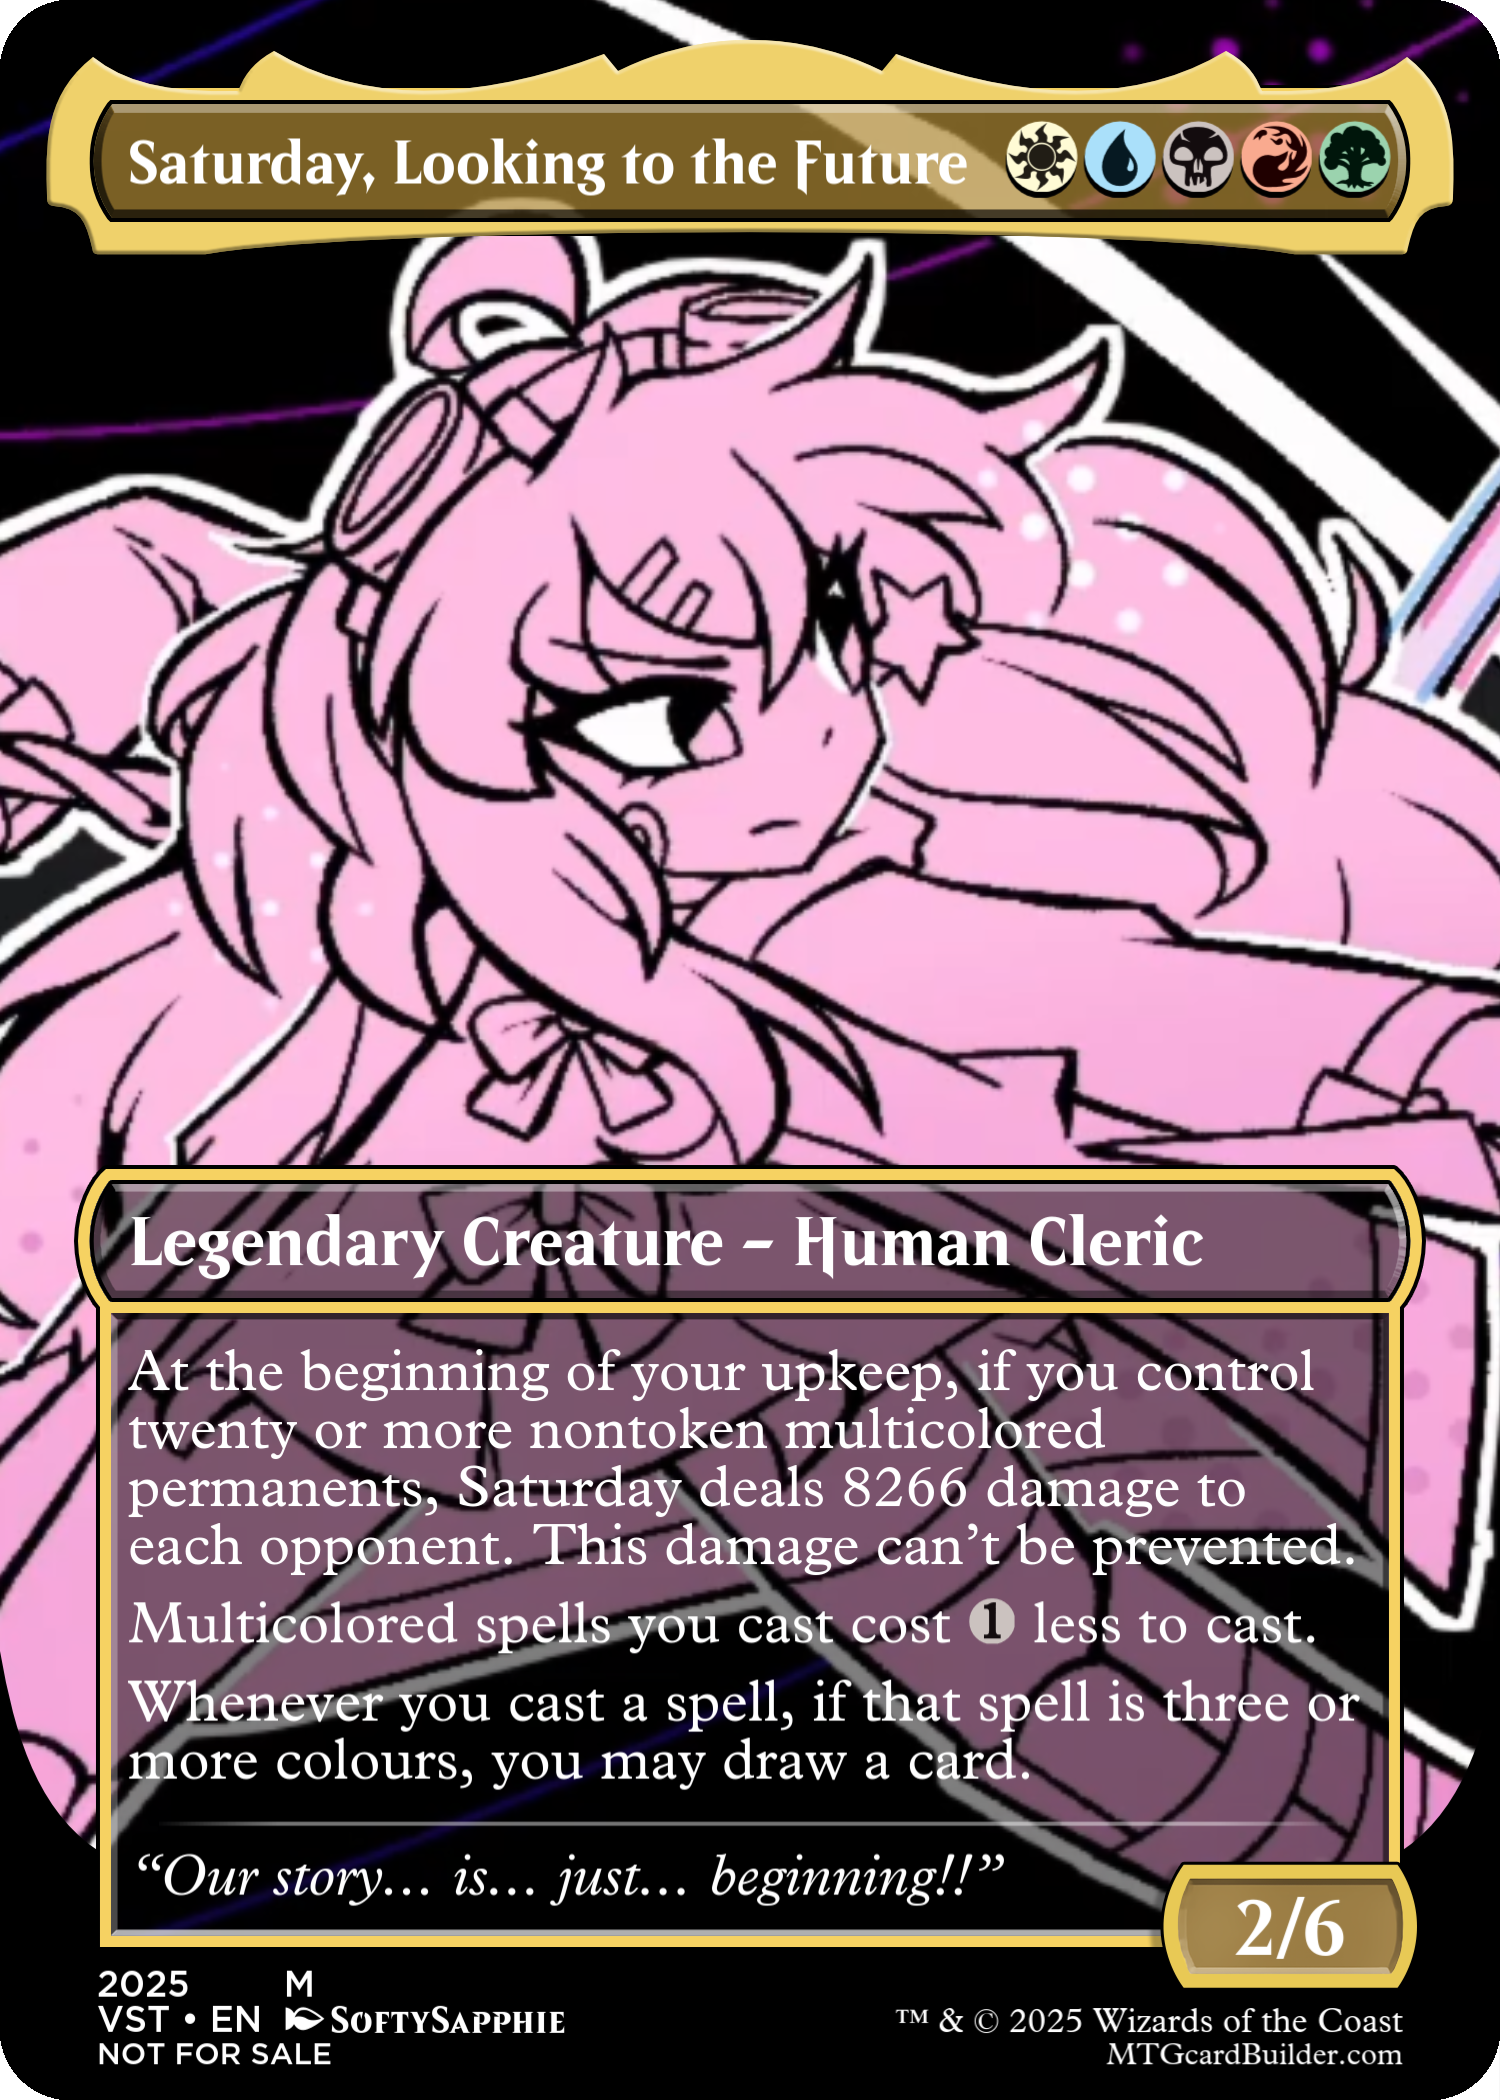 Saturday, Looking to the Future
Legendary Creature – Human Cleric
At the beginning of your upkeep, if you control
twenty or more nontoken multicolored
permanents, Saturday deals 8266 damage to
each opponent. This damage can’t be prevented.
Multicolored spells you cast cost 1 less to cast.
Whenever you cast a spell, if that spell is three or
more colours, you may draw a card.
“Our story… is… just… beginning!!”
2/6
2025 M
VST • EN SoftySapphie
NOT FOR SALE
™ & © 2025 Wizards of the Coast
MTGcardBuilder.com